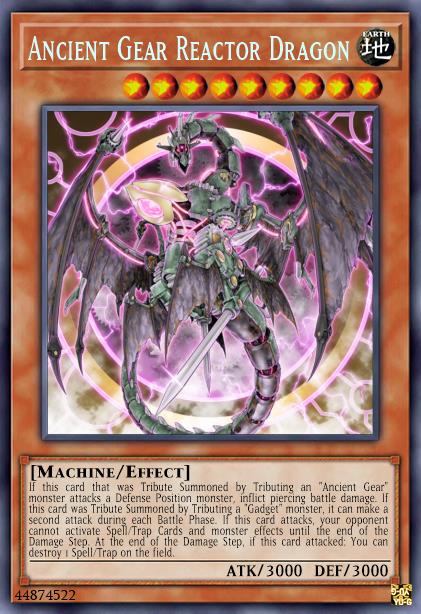 ANCIENT GEAR REACTOR DRAGON
EARTH
地
[MACHINE/EFFECT]
If this card that was Tribute Summoned by Tributing an "Ancient Gear"
monster attacks a Defense Position monster, inflict piercing battle damage. If
this card was Tribute Summoned by Tributing a "Gadget" monster, it can make a
second attack during each Battle Phase. If this card attacks, your opponent
cannot activate Spell/Trap Cards and monster effects until the end of the
Damage Step. At the end of the Damage Step, if this card attacked: You can
destroy 1 Spell/Trap on the field.
ATK/3000 DEF/3000
44874522